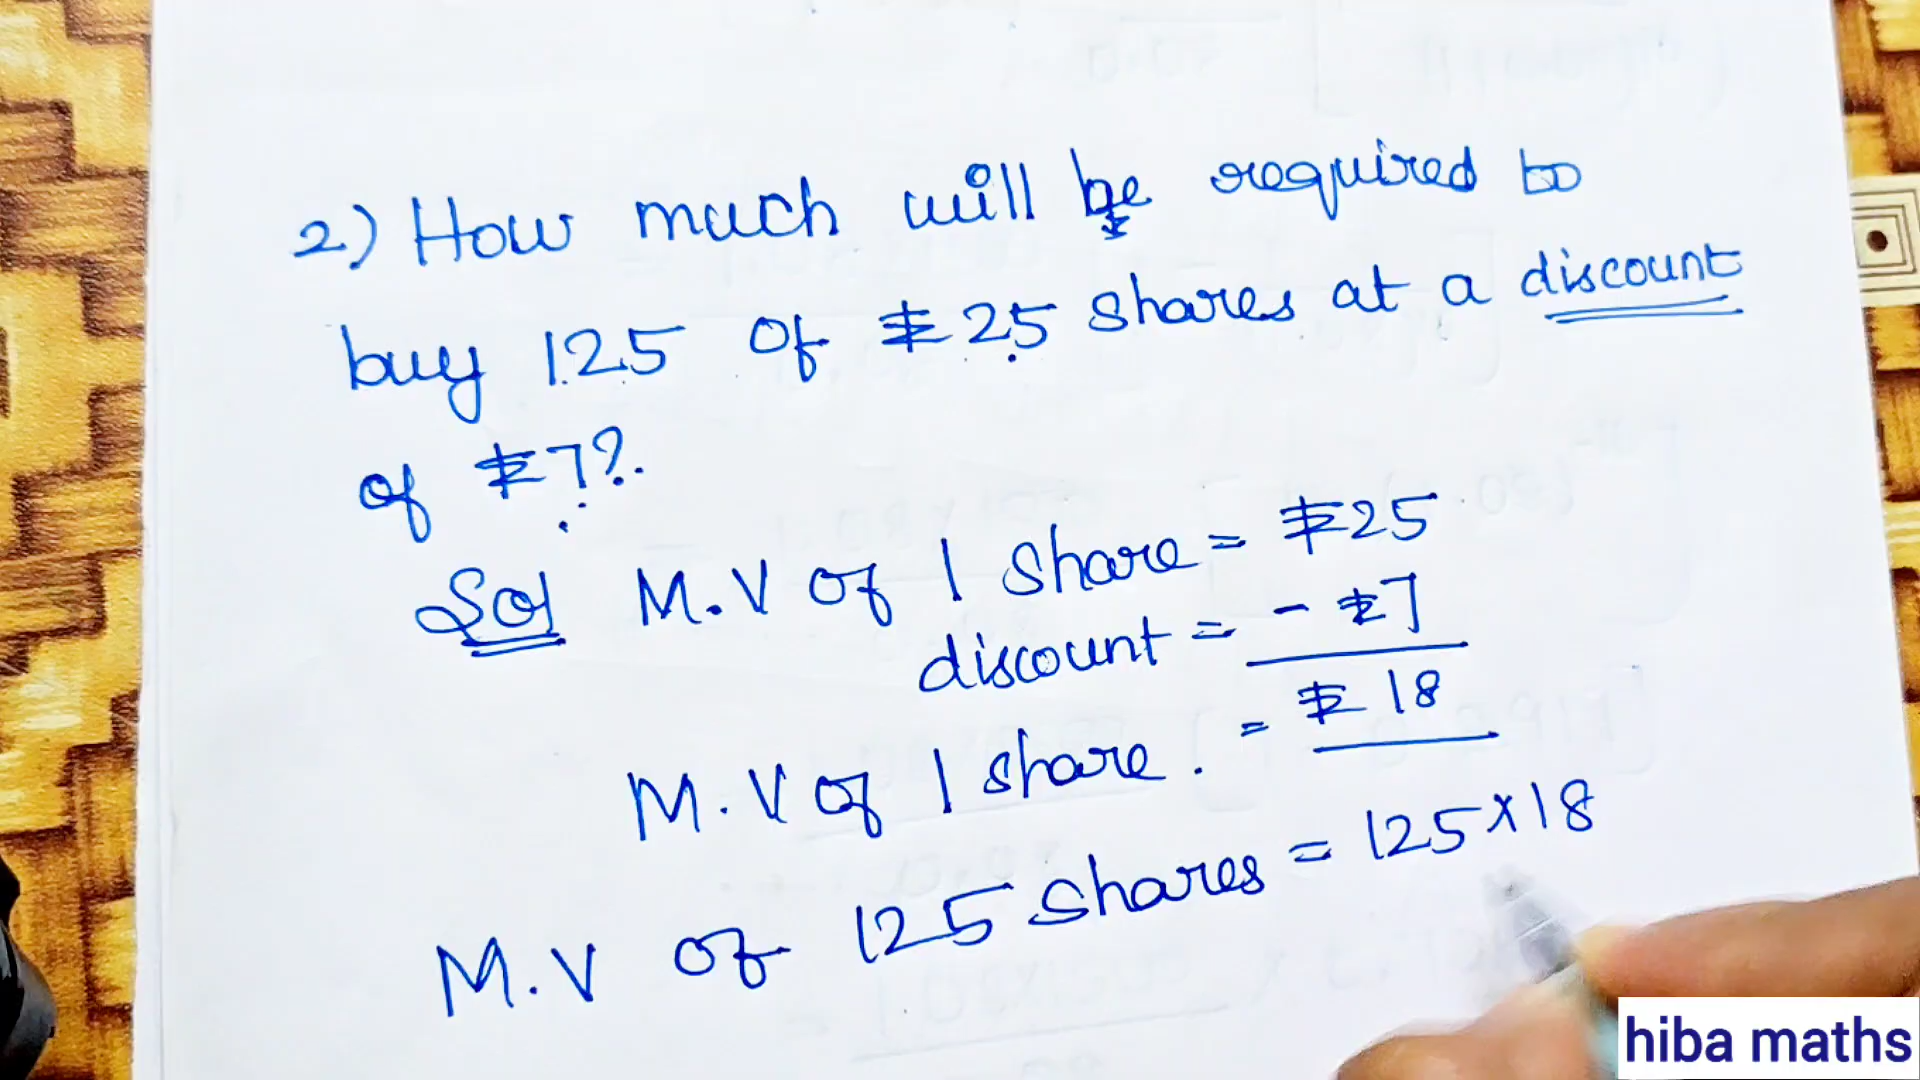 2) How much will be required to
buy 125 of ₹25 shares at a discount
of ₹7?
Sol M.V of 1 share = ₹25
discount = - ₹7
M.V of 1 share. = ₹ 18
M.V of 125 shares = 125 x 18
hiba maths